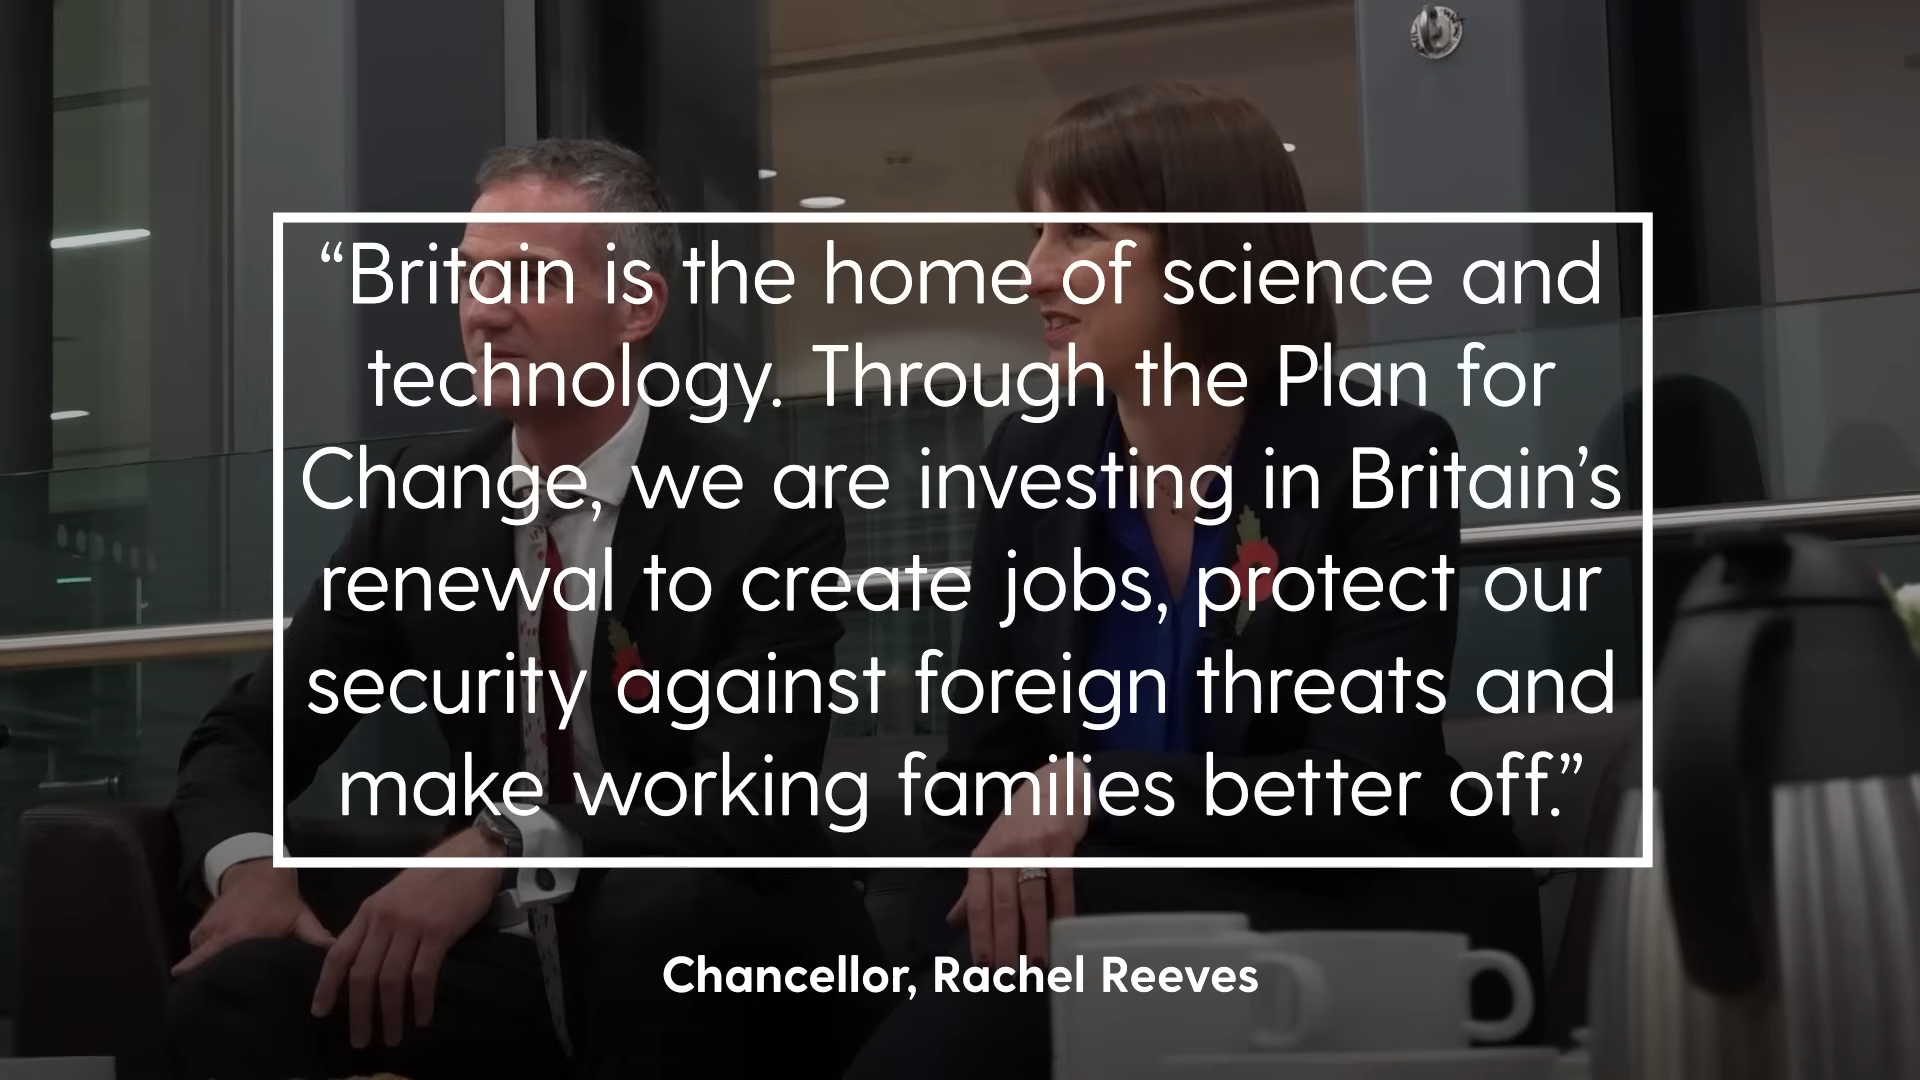 “Britain is the home of science and
technology. Through the Plan for
Change, we are investing in Britain’s
renewal to create jobs, protect our
security against foreign threats and
make working families better off.”
Chancellor, Rachel Reeves